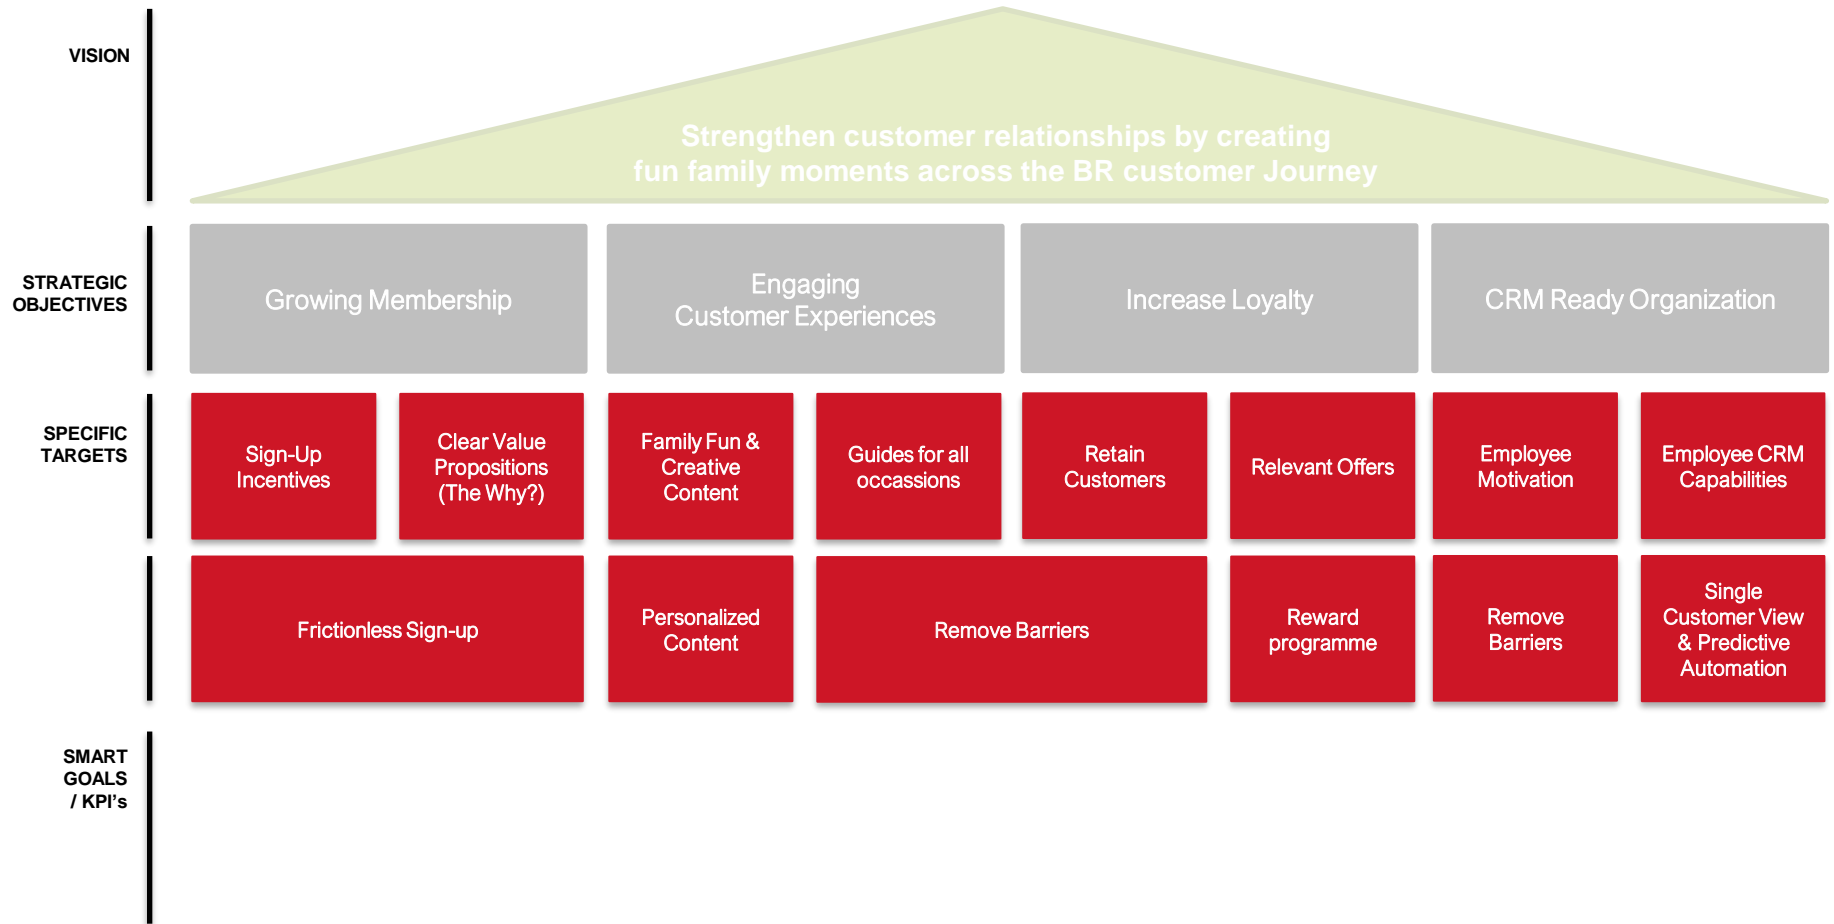 VISION
Strengthen customer relationships by creating
fun family moments across the BR customer Journey
STRATEGIC
OBJECTIVES
Growing Membership
Engaging
Customer Experiences
Increase Loyalty
CRM Ready Organization
SPECIFIC
TARGETS
Sign-Up
Incentives
Clear Value
Propositions
(The Why?)
Family Fun &
Creative
Content
Guides for all
occassions
Retain
Customers
Relevant Offers
Employee
Motivation
Employee CRM
Capabilities
Frictionless Sign-up
Personalized
Content
Remove Barriers
Reward
programme
Remove
Barriers
Single
Customer View
& Predictive
Automation
SMART
GOALS
/ KPI's